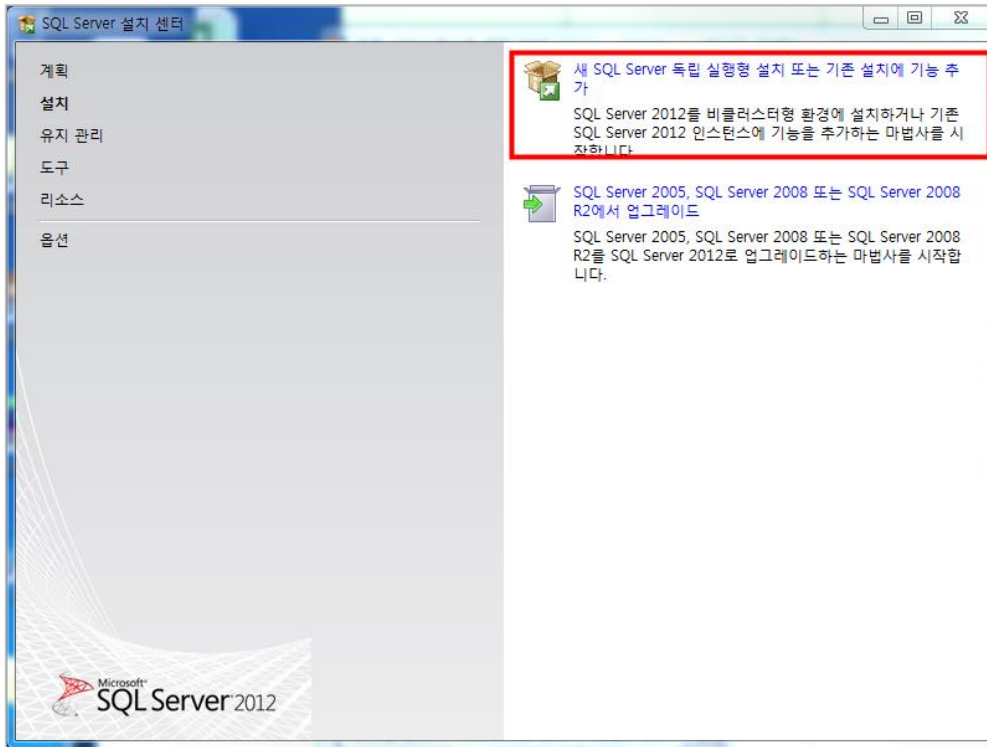 SQL Server 설치 센터
계획
설치
유지 관리
도구
리소스
옵션
새 SQL Server 독립 실행형 설치 또는 기존 설치에 기능 추
가
SQL Server 2012를 비클러스터형 환경에 설치하거나 기존
SQL Server 2012 인스턴스에 기능을 추가하는 마법사를 시
작합니다.
SQL Server 2005, SQL Server 2008 또는 SQL Server 2008
R2에서 업그레이드
SQL Server 2005, SQL Server 2008 또는 SQL Server 2008
R2를 SQL Server 2012로 업그레이드하는 마법사를 시작합
니다.
Microsoft
SQL Server 2012